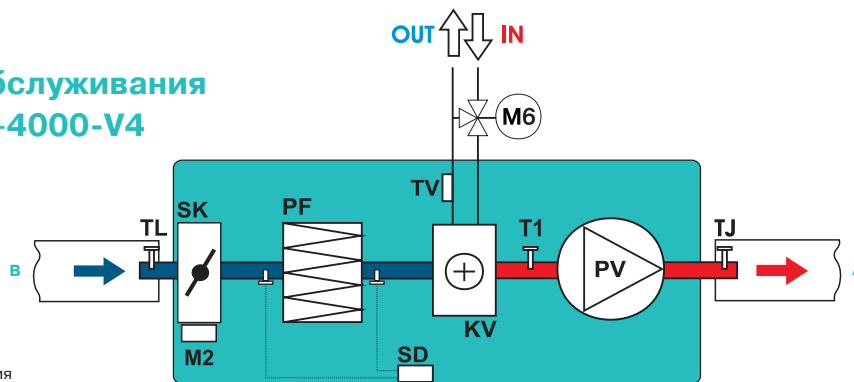 OUT IN
бслуживания
-4000-V4
M6
TV
SK PF
TL T1 TJ
в
PV
KV
M2 SD
ия